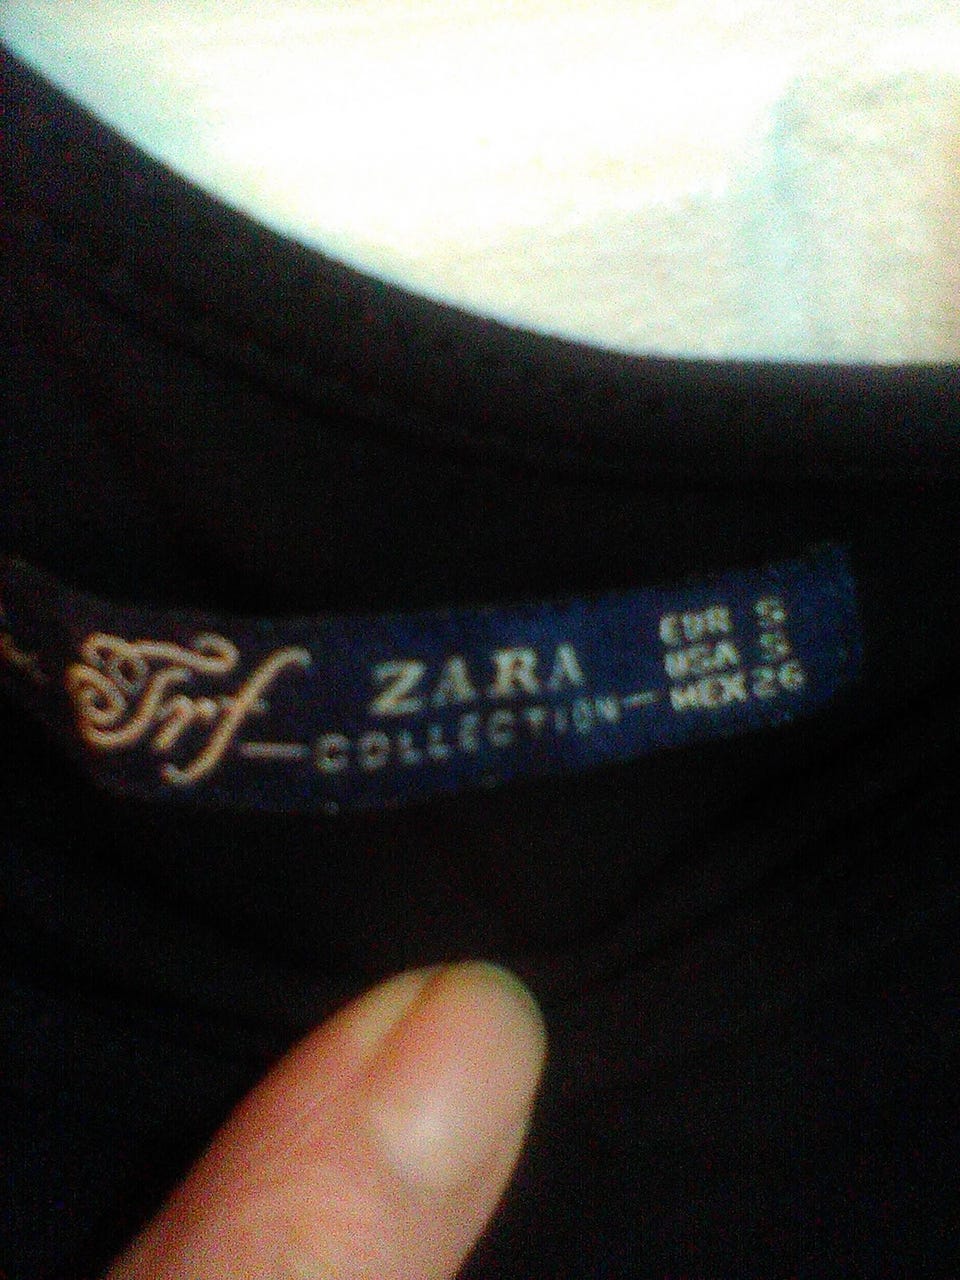 Trf ZARA
COLLECTION
EUR S
USA S
MEX 26